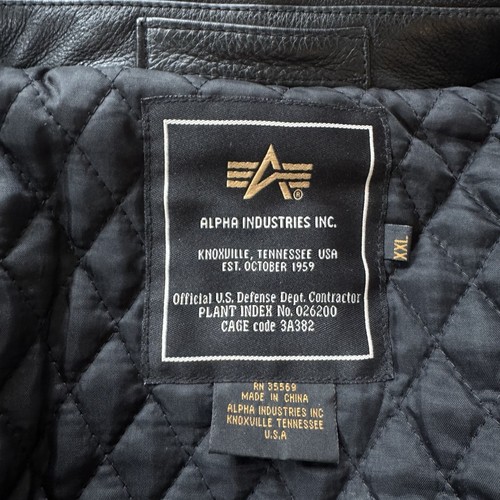 ®
ALPHA INDUSTRIES INC.
KNOXVILLE, TENNESSEE USA
EST. OCTOBER 1959
Official U.S. Defense Dept. Contractor
PLANT INDEX No. 026200
CAGE code 3A382
XXL
RN 35569
MADE IN CHINA
ALPHA INDUSTRIES INC
KNOXVILLE TENNESSEE
U.S.A